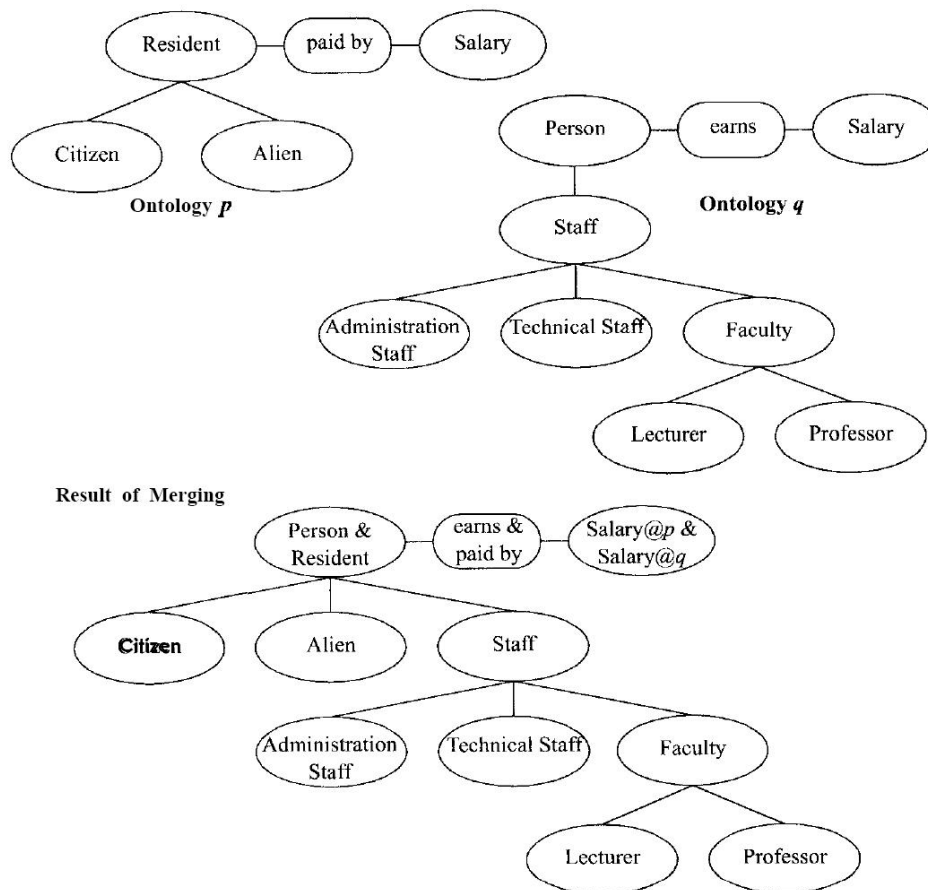 Resident
paid by
Salary
Citizen
Alien
Ontology p
Person
earns
Salary
Ontology q
Staff
Administration
Staff
Technical Staff
Faculty
Lecturer
Professor
Result of Merging
Person &
Resident
earns &
paid by
Salary@p &
Salary@q
Citizen
Alien
Staff
Administration
Staff
Technical Staff
Faculty
Lecturer
Professor